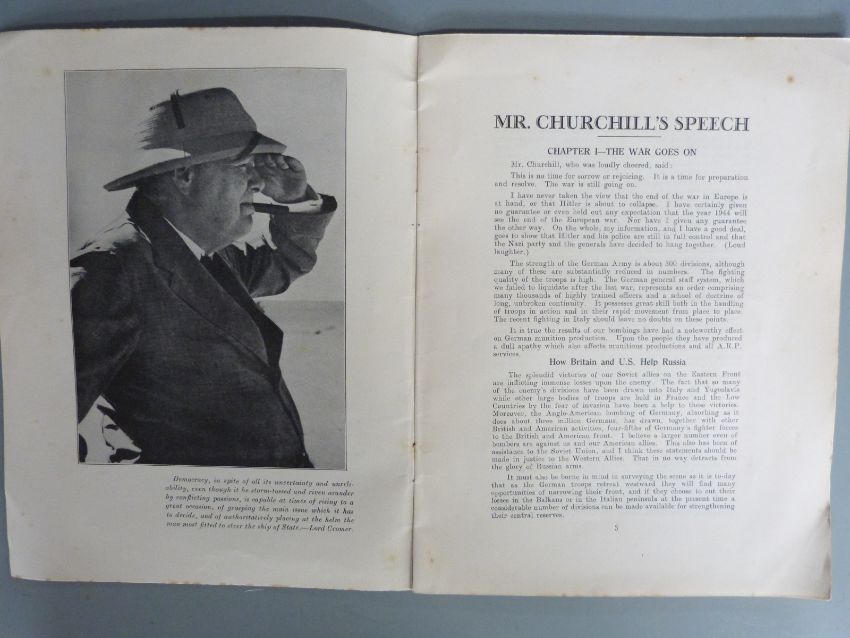 Democracy, in spite of all its uncertainty and unreli-
ability, even though it be storm-tossed and riven asunder
by conflicting passions, is capable at times of rising to a
great occasion, of grasping the main issue which it has
to decide, and of authoritatively placing at the helm the
man most fitted to steer the ship of State.—Lord Cromer.
MR. CHURCHILL'S SPEECH
CHAPTER I—THE WAR GOES ON
Mr. Churchill, who was loudly cheered, said:
This is no time for sorrow or rejoicing. It is a time for preparation
and resolve. The war is still going on.
I have never taken the view that the end of the war in Europe is
at hand, or that Hitler is about to collapse. I have certainly given
no guarantee or even held out any expectation that the year 1944 will
see the end of the European war. Nor have I given any guarantee
the other way. On the whole, my information, and I have a good deal,
goes to show that Hitler and his police are still in full control and that
the Nazi party and the generals have decided to hang together. (Loud
laughter.)
The strength of the German Army is about 300 divisions, although
many of these are substantially reduced in numbers. The fighting
quality of the troops is high. The German general staff system, which
we failed to liquidate after the last war, represents an order comprising
many thousands of highly trained officers and a school of doctrine of
long, unbroken continuity. It possesses great skill both in the handling
of troops in action and in their rapid movement from place to place.
The recent fighting in Italy should leave no doubts on these points.
It is true the results of our bombings have had a noteworthy effect
on German munition production. Upon the people they have produced
a dull apathy which also affects munitions productions and all A.R.P.
services.
How Britain and U.S. Help Russia
The splendid victories of our Soviet allies on the Eastern Front
are inflicting immense losses upon the enemy. The fact that so many
of the enemy's divisions have been drawn into Italy and Yugoslavia
while other large bodies of troops are held in France and the Low
Countries by the fear of invasion have been a help to these victories.
Moreover, the Anglo-American bombing of Germany, absorbing as it
does about three million Germans, has drawn, together with other
British and American activities, four-fifths of Germany's fighter forces
to the British and American front. I believe a larger number even of
bombers are against us and our American allies. This also has been of
assistance to the Soviet Union, and I think these statements should be
made in justice to the Western Allies. That in no way detracts from
the glory of Russian arms.
It must also be borne in mind in surveying the scene as it is to-day
that as the German troops retreat westward they will find many
opportunities of narrowing their front, and if they choose to cut their
losses in the Balkans or in the Italian peninsula at the present time a
considerable number of divisions can be made available for strengthening
their central reserves.